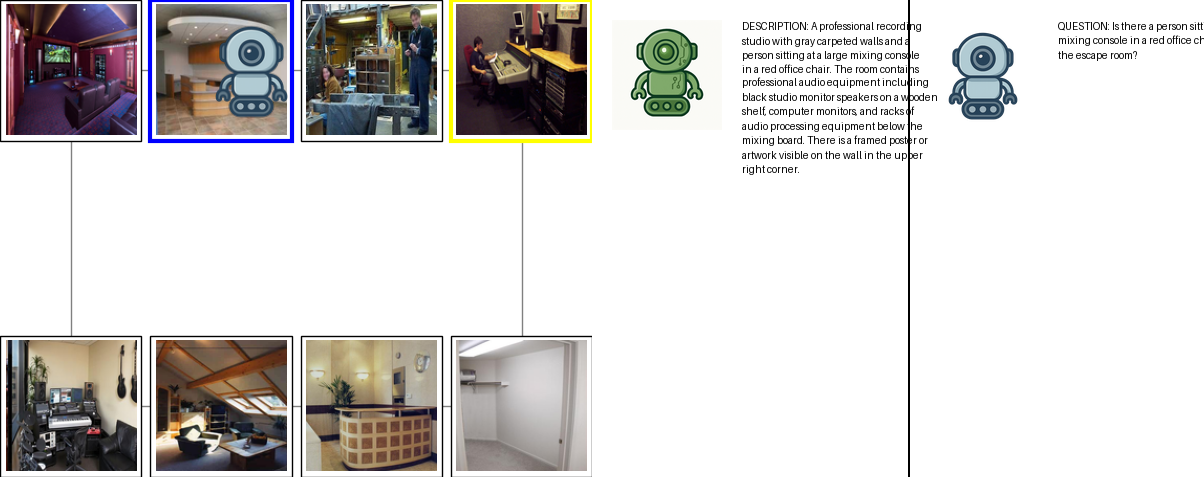 DESCRIPTION: A professional recording
studio with gray carpeted walls and a
person sitting at a large mixing console
in a red office chair. The room contains
professional audio equipment including
black studio monitor speakers on a wooden
shelf, computer monitors, and racks of
audio processing equipment below the
mixing board. There is a framed poster or
artwork visible on the wall in the upper
right corner.
QUESTION: Is there a person sitt
mixing console in a red office ch
the escape room?